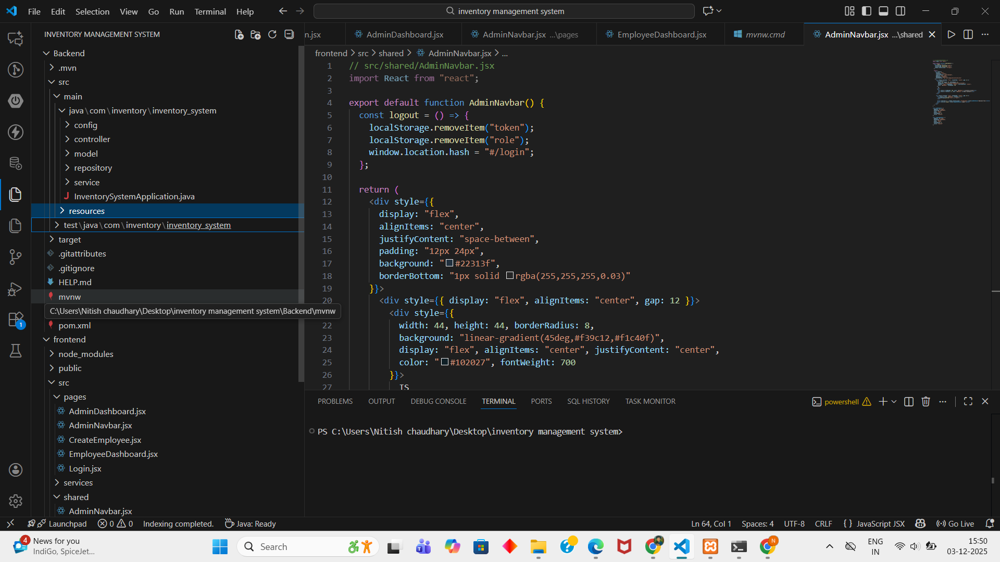 File Edit Selection View Go Run Terminal Help
inventory management system
INVENTORY MANAGEMENT SYSTEM
Backend
.mvn
src
main
java\com\inventory\inventory_system
config
controller
model
repository
service
InventorySystemApplication.java
resources
test\java\com\inventory\inventory_system
target
.gitattributes
.gitignore
HELP.md
mvnw
C:\Users\Nitish chaudhary\Desktop\inventory management system\Backend\mvnw
pom.xml
frontend
node_modules
public
src
pages
AdminDashboard.jsx
AdminNavbar.jsx
CreateEmployee.jsx
EmployeeDashboard.jsx
Login.jsx
services
shared
AdminNavbar.jsx
n.jsx AdminDashboard.jsx AdminNavbar.jsx ...\pages EmployeeDashboard.jsx mvnw.cmd AdminNavbar.jsx ...\shared
frontend > src > shared > AdminNavbar.jsx > ...
1 // src/shared/AdminNavbar.jsx
2 import React from "react";
3
4 export default function AdminNavbar() {
5 const logout = () => {
6 localStorage.removeItem("token");
7 localStorage.removeItem("role");
8 window.location.hash = "#/login";
9 };
10
11 return (
12 <div style={{
13 display: "flex",
14 alignItems: "center",
15 justifyContent: "space-between",
16 padding: "12px 24px",
17 background: "#22313f",
18 borderBottom: "1px solid rgba(255,255,255,0.03)"
19 }}>
20 <div style={{ display: "flex", alignItems: "center", gap: 12 }}>
<div style={{
22 width: 44, height: 44, borderRadius: 8,
23 background: "linear-gradient(45deg,#f39c12,#f1c40f)",
24 display: "flex", alignItems: "center", justifyContent: "center",
25 color: "#102027", fontWeight: 700
26 }}>
27 IS
PROBLEMS OUTPUT DEBUG CONSOLE TERMINAL PORTS SQL HISTORY TASK MONITOR
powershell
PS C:\Users\Nitish chaudhary\Desktop\inventory management system>
1
Launchpad 0 0 Indexing completed. Java: Ready
Ln 64, Col 1 Spaces: 4 UTF-8 CRLF {} JavaScript JSX Go Live
4
News for you
IndiGo, SpiceJet...
Search
N
ENG
IN
15:50
03-12-2025